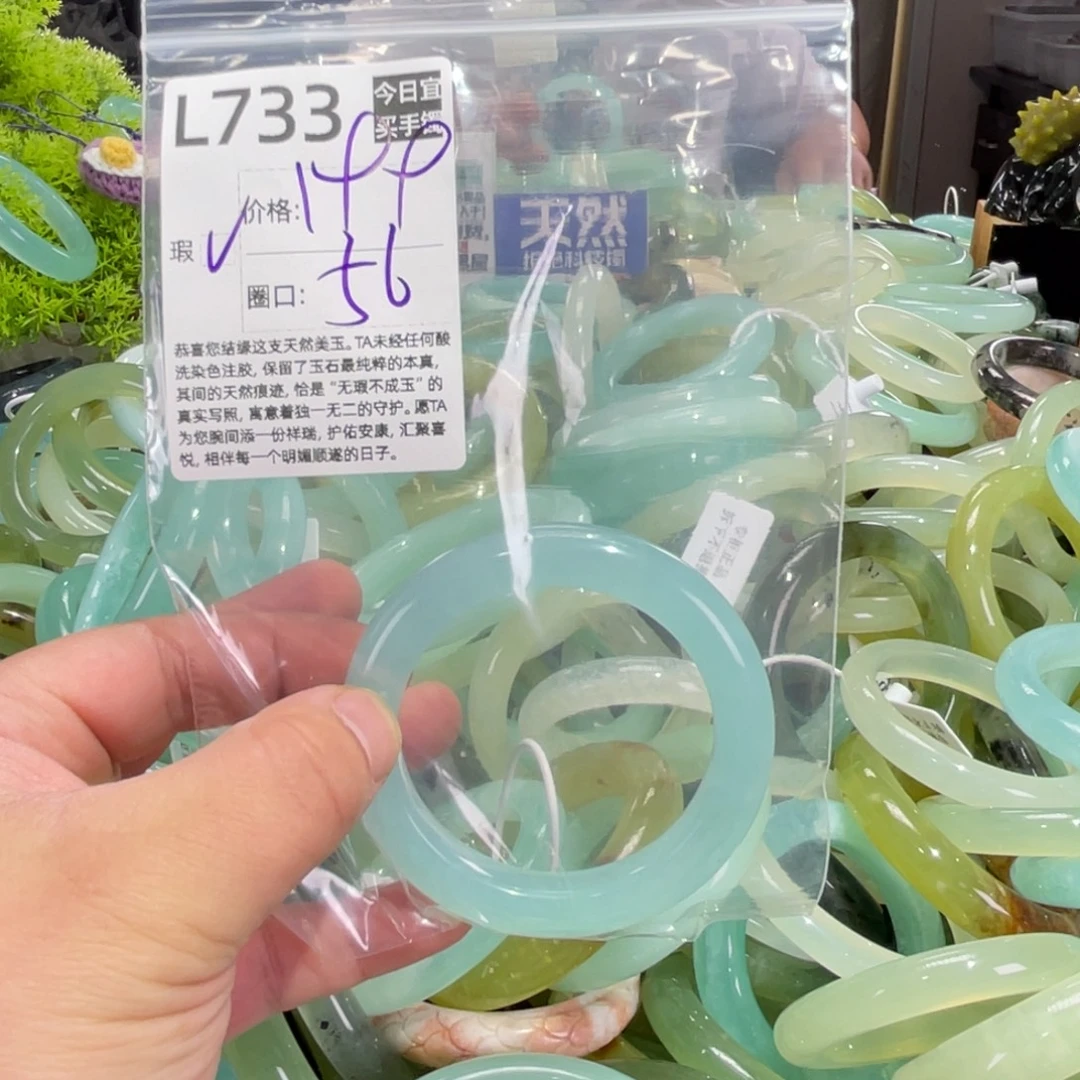 L733
今日宜
买手镯
价格:
瑕 ✓
圈口: 56
恭喜您结缘这支天然美玉。TA未经任何酸
洗染色注胶, 保留了玉石最纯粹的本真,
其间的天然痕迹, 恰是“无瑕不成玉”的
真实写照, 寓意着独一无二的守护。愿TA
为您腕间添一份祥瑞, 护佑安康, 汇聚喜
悦, 相伴每一个明媚顺遂的日子。
天然